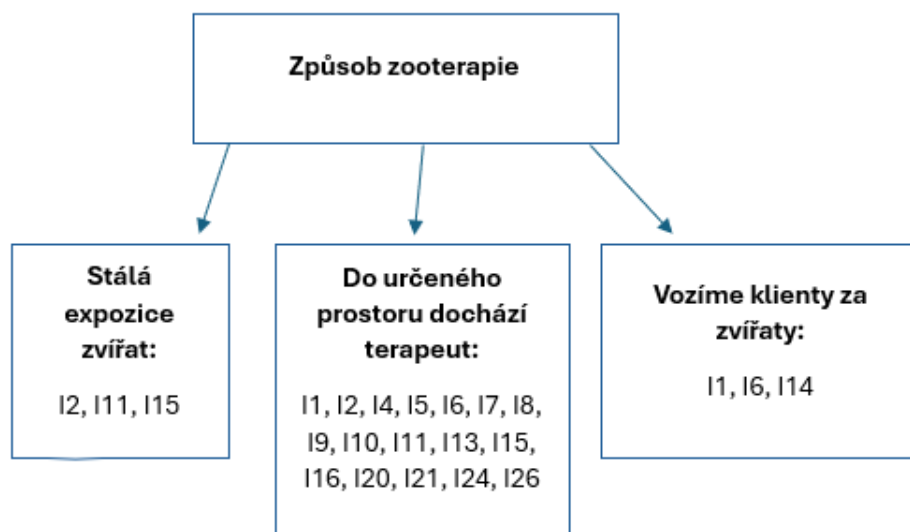 Způsob zooterapie
Stálá
expozice
zvířat:
I2, I11, I15
Do určeného
prostoru dochází
terapeut:
I1, I2, I4, I5, I6, I7, I8,
I9, I10, I11, I13, I15,
I16, I20, I21, I24, I26
Vozíme klienty za
zvířaty:
I1, I6, I14